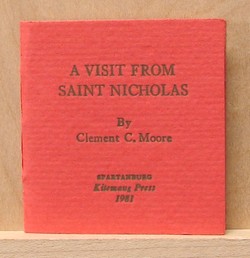 A VISIT FROM
SAINT NICHOLAS
By
Clement C. Moore
SPARTANBURG
Kitemaug Press
1981